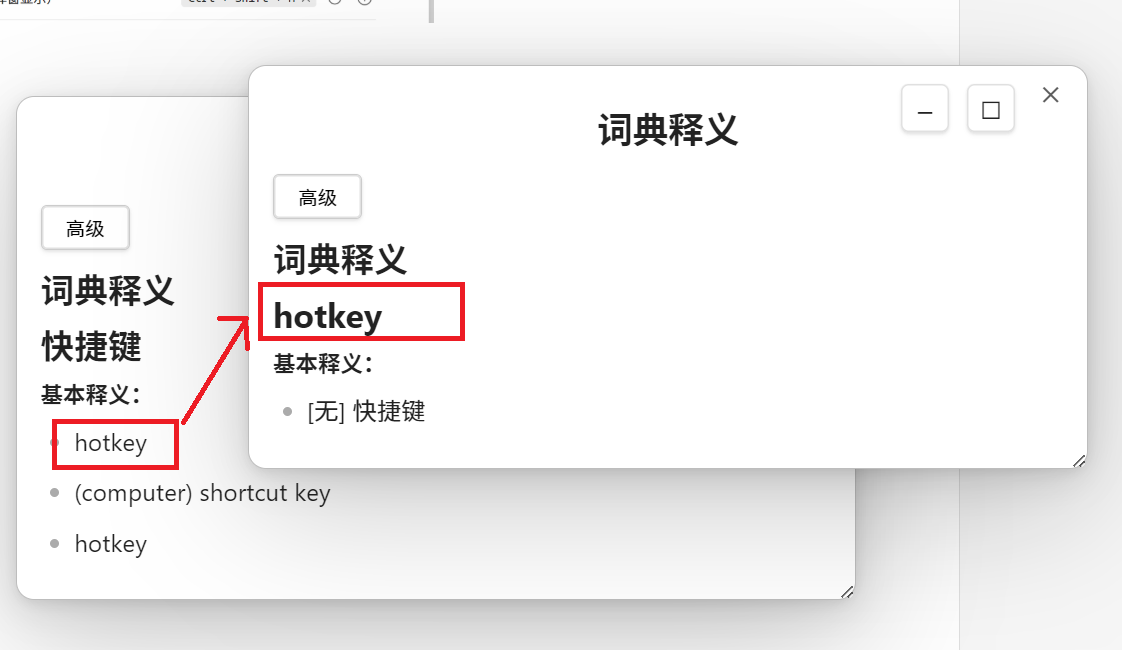 词典释义
高级
词典释义
hotkey
基本释义：
[无] 快捷键
高级
词典释义
快捷键
基本释义：
hotkey
(computer) shortcut key
hotkey